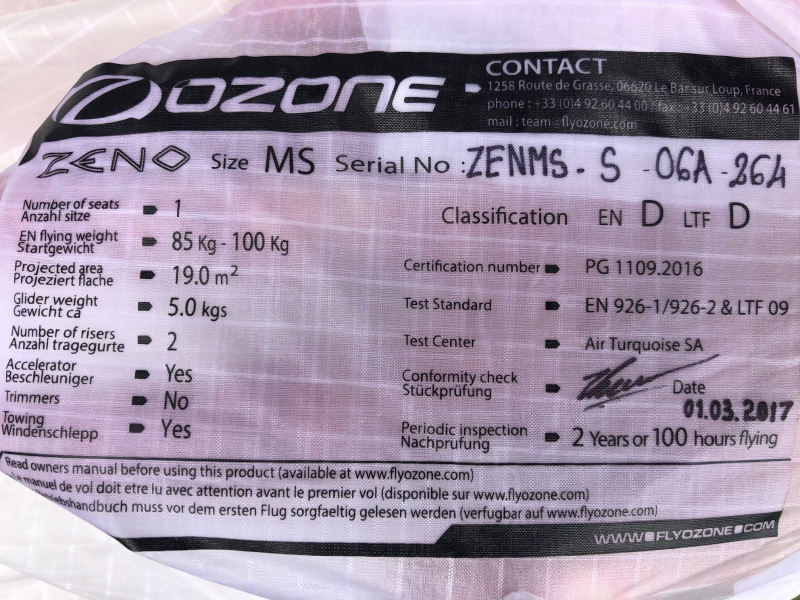 OZONE
CONTACT
1258 Route de Grasse, 06620 Le Bar sur Loup, France
phone : +33 (0)4 92 60 44 00 / fax : +33 (0)4 92 60 44 61
mail : team@flyozone.com
ZENO Size MS Serial No : ZENMS - S - 06A - 264
Number of seats
Anzahl sitze
1
EN flying weight
Startgewicht
85 Kg - 100 Kg
Projected area
Projeziert fläche
19.0 m²
Glider weight
Gewicht ca
5.0 kgs
Number of risers
Anzahl tragegurte
2
Accelerator
Beschleuniger
Yes
Trimmers
No
Towing
Windenschlepp
Yes
Classification EN D LTF D
Certification number PG 1109.2016
Test Standard EN 926-1/926-2 & LTF 09
Test Center Air Turquoise SA
Conformity check
Stückprüfung
Date
01.03.2017
Periodic inspection
Nachprüfung
2 Years or 100 hours flying
Read owners manual before using this product (available at www.flyozone.com)
manuel de vol doit etre lu avec attention avant le premier vol (disponible sur www.flyozone.com)
muss vor dem ersten Flug sorgfaeltig gelesen werden (verfugbar auf www.flyozone.com)
WWW.FLYOZONE.COM